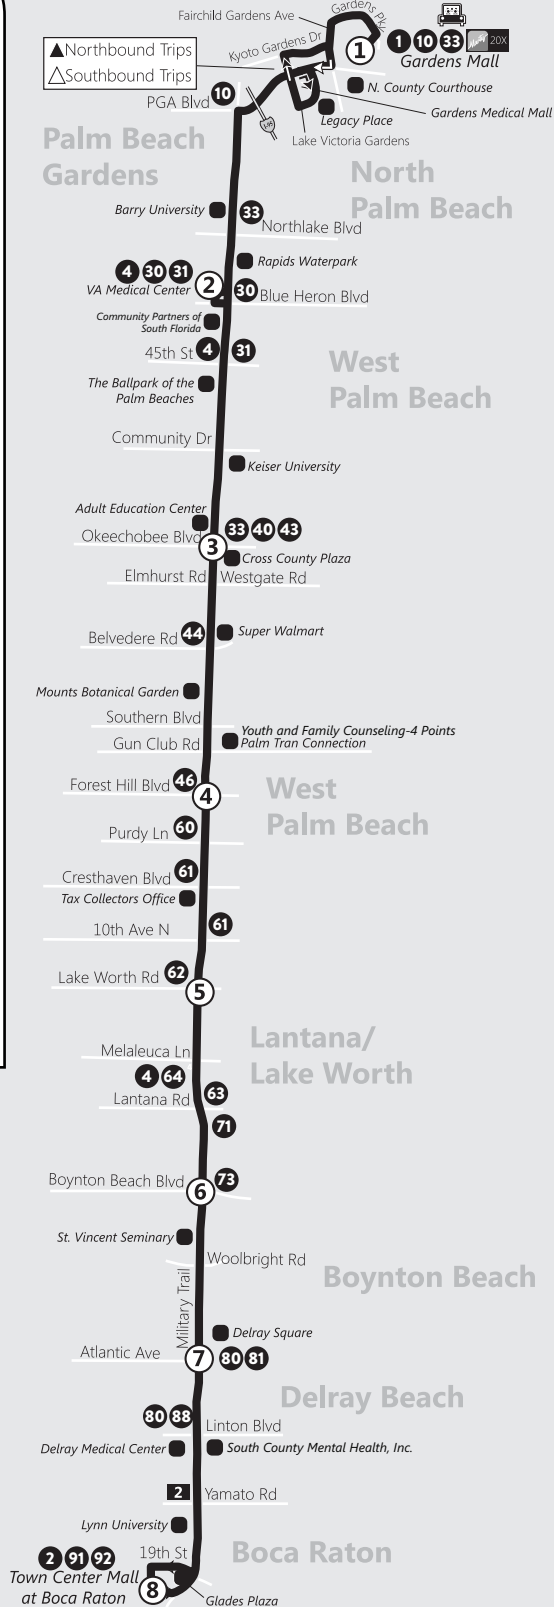 Gardens Pkwy
Fairchild Gardens Ave
Kyoto Gardens Dr
▲Northbound Trips
△Southbound Trips
1
1 10 33 20X
Gardens Mall
N. County Courthouse
Gardens Medical Mall
Legacy Place
Lake Victoria Gardens
PGA Blvd 10
I-95
Palm Beach
Gardens
North
Palm Beach
Barry University
33
Northlake Blvd
Rapids Waterpark
4 30 31
VA Medical Center
2
30 Blue Heron Blvd
Community Partners of
South Florida
45th St 4 31
West
Palm Beach
The Ballpark of the
Palm Beaches
Community Dr
Keiser University
Adult Education Center
Okeechobee Blvd
3
33 40 43
Cross County Plaza
Elmhurst Rd Westgate Rd
Belvedere Rd 44
Super Walmart
Mounts Botanical Garden
Southern Blvd
Youth and Family Counseling-4 Points
Gun Club Rd
Palm Tran Connection
Forest Hill Blvd 46
4
West
Palm Beach
Purdy Ln 60
Cresthaven Blvd 61
Tax Collectors Office
10th Ave N
61
Lake Worth Rd 62
5
Lantana/
Lake Worth
Melaleuca Ln
4 64
Lantana Rd
63
71
Boynton Beach Blvd
6
73
St. Vincent Seminary
Woolbright Rd
Boynton Beach
Military Trail
Delray Square
Atlantic Ave
7
80 81
Delray Beach
80 88
Linton Blvd
Delray Medical Center
South County Mental Health, Inc.
2
Yamato Rd
Lynn University
19th St
Boca Raton
2 91 92
Town Center Mall
at Boca Raton
8
Glades Plaza